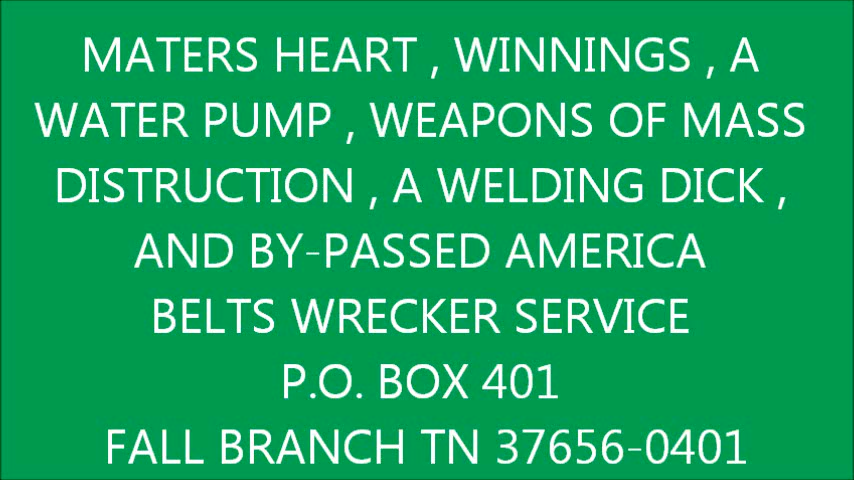 MATERS HEART , WINNINGS , A
WATER PUMP , WEAPONS OF MASS
DISTRUCTION , A WELDING DICK ,
AND BY-PASSED AMERICA
BELTS WRECKER SERVICE
P.O. BOX 401
FALL BRANCH TN 37656-0401